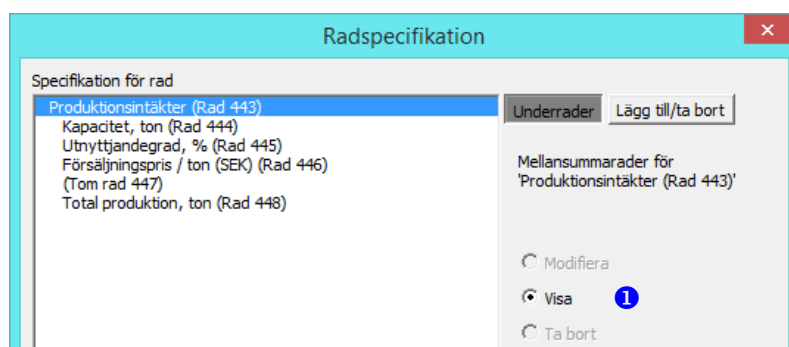 Radspecifikation
Specifikation för rad
Produktionsintäkter (Rad 443)
Kapacitet, ton (Rad 444)
Utnyttjandegrad, % (Rad 445)
Försäljningspris / ton (SEK) (Rad 446)
(Tom rad 447)
Total produktion, ton (Rad 448)
Underrader Lägg till/ta bort
Mellansummarader för
'Produktionsintäkter (Rad 443)'
Modifiera
Visa 1
Ta bort